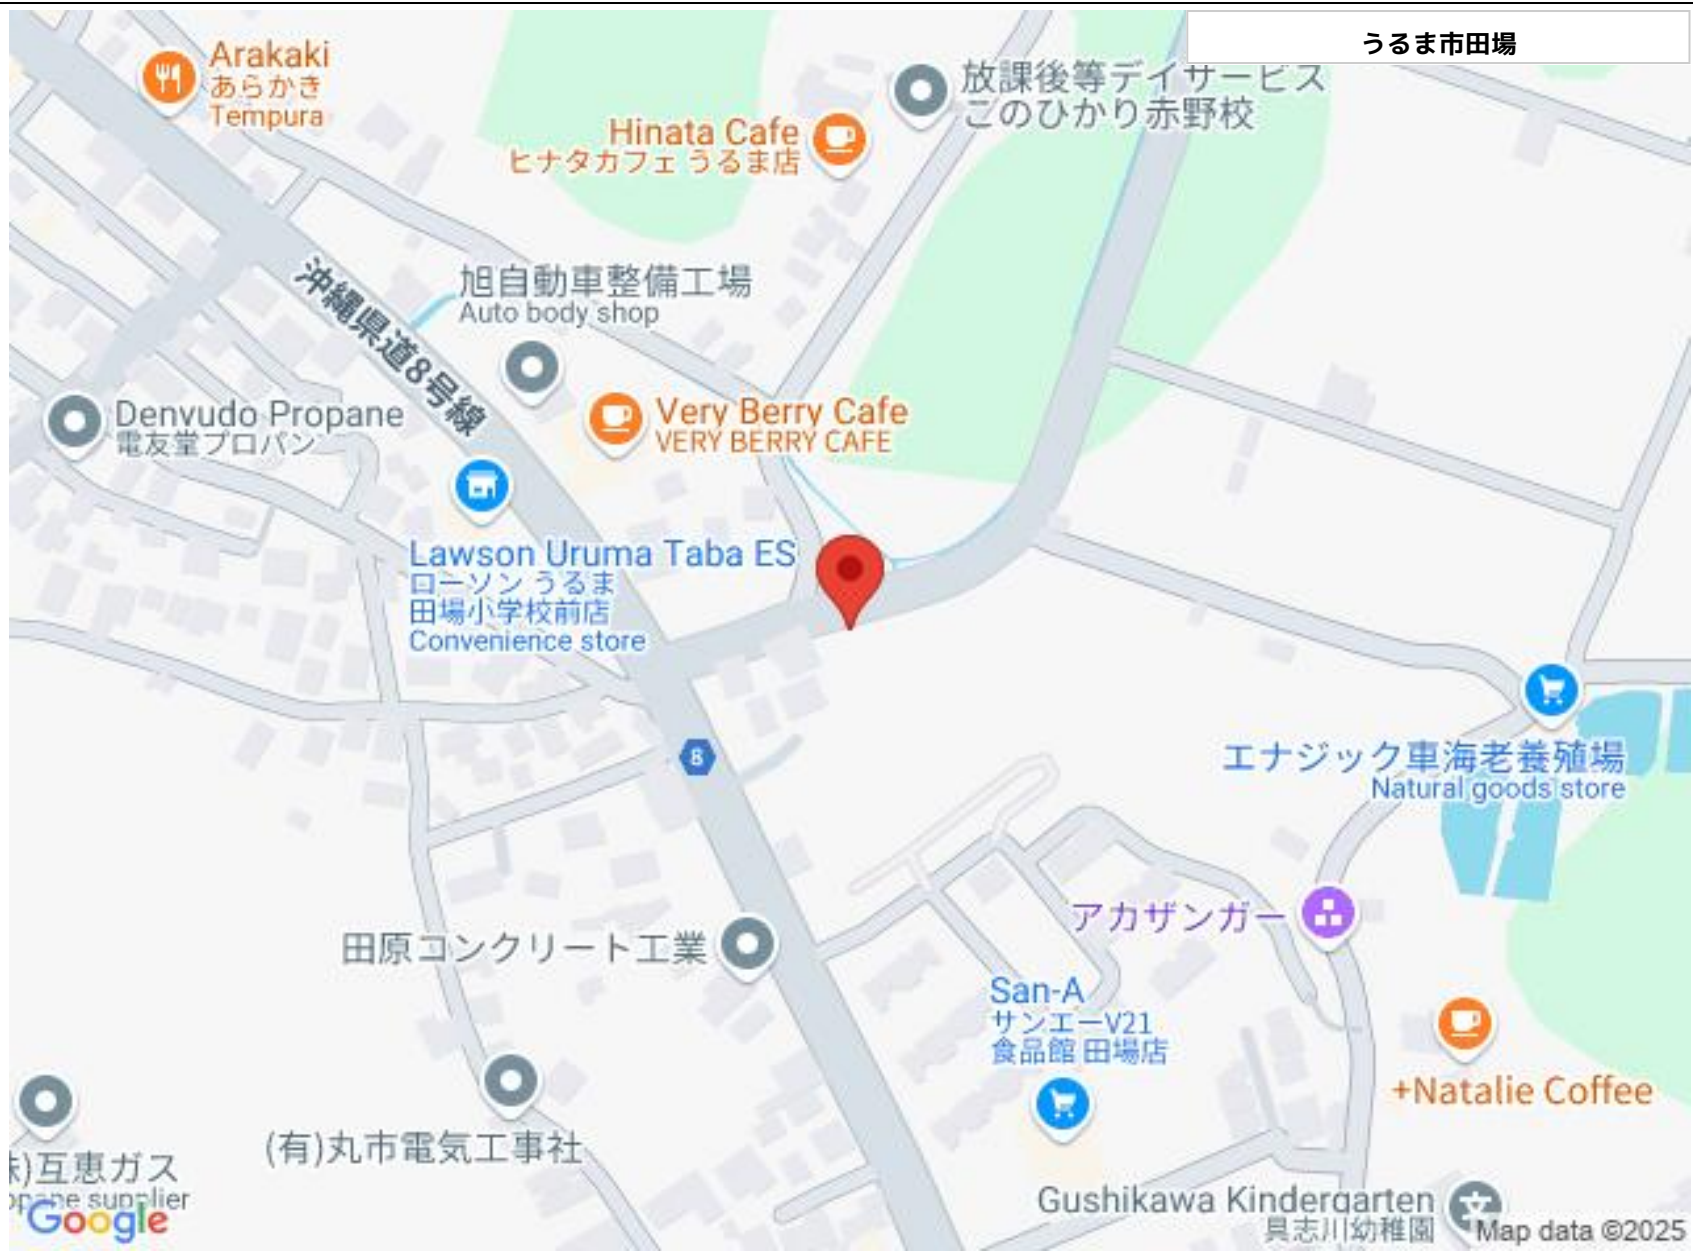 うるま市田場
Arakaki
あらかき
Tempura
放課後等デイサービス
このひかり赤野校
Hinata Cafe
ヒナタカフェ うるま店
沖縄県道8号線
旭自動車整備工場
Auto body shop
Denyudo Propane
電友堂プロパン
Very Berry Cafe
VERY BERRY CAFE
Lawson Uruma Taba ES
ローソン うるま
田場小学校前店
Convenience store
8
エナジック車海老養殖場
Natural goods store
アカザンガー
田原コンクリート工業
San-A
サンエーV21
食品館 田場店
+Natalie Coffee
(有)丸市電気工事社
)互恵ガス
propane supplier
Gushikawa Kindergarten
具志川幼稚園
Google
Map data ©2025